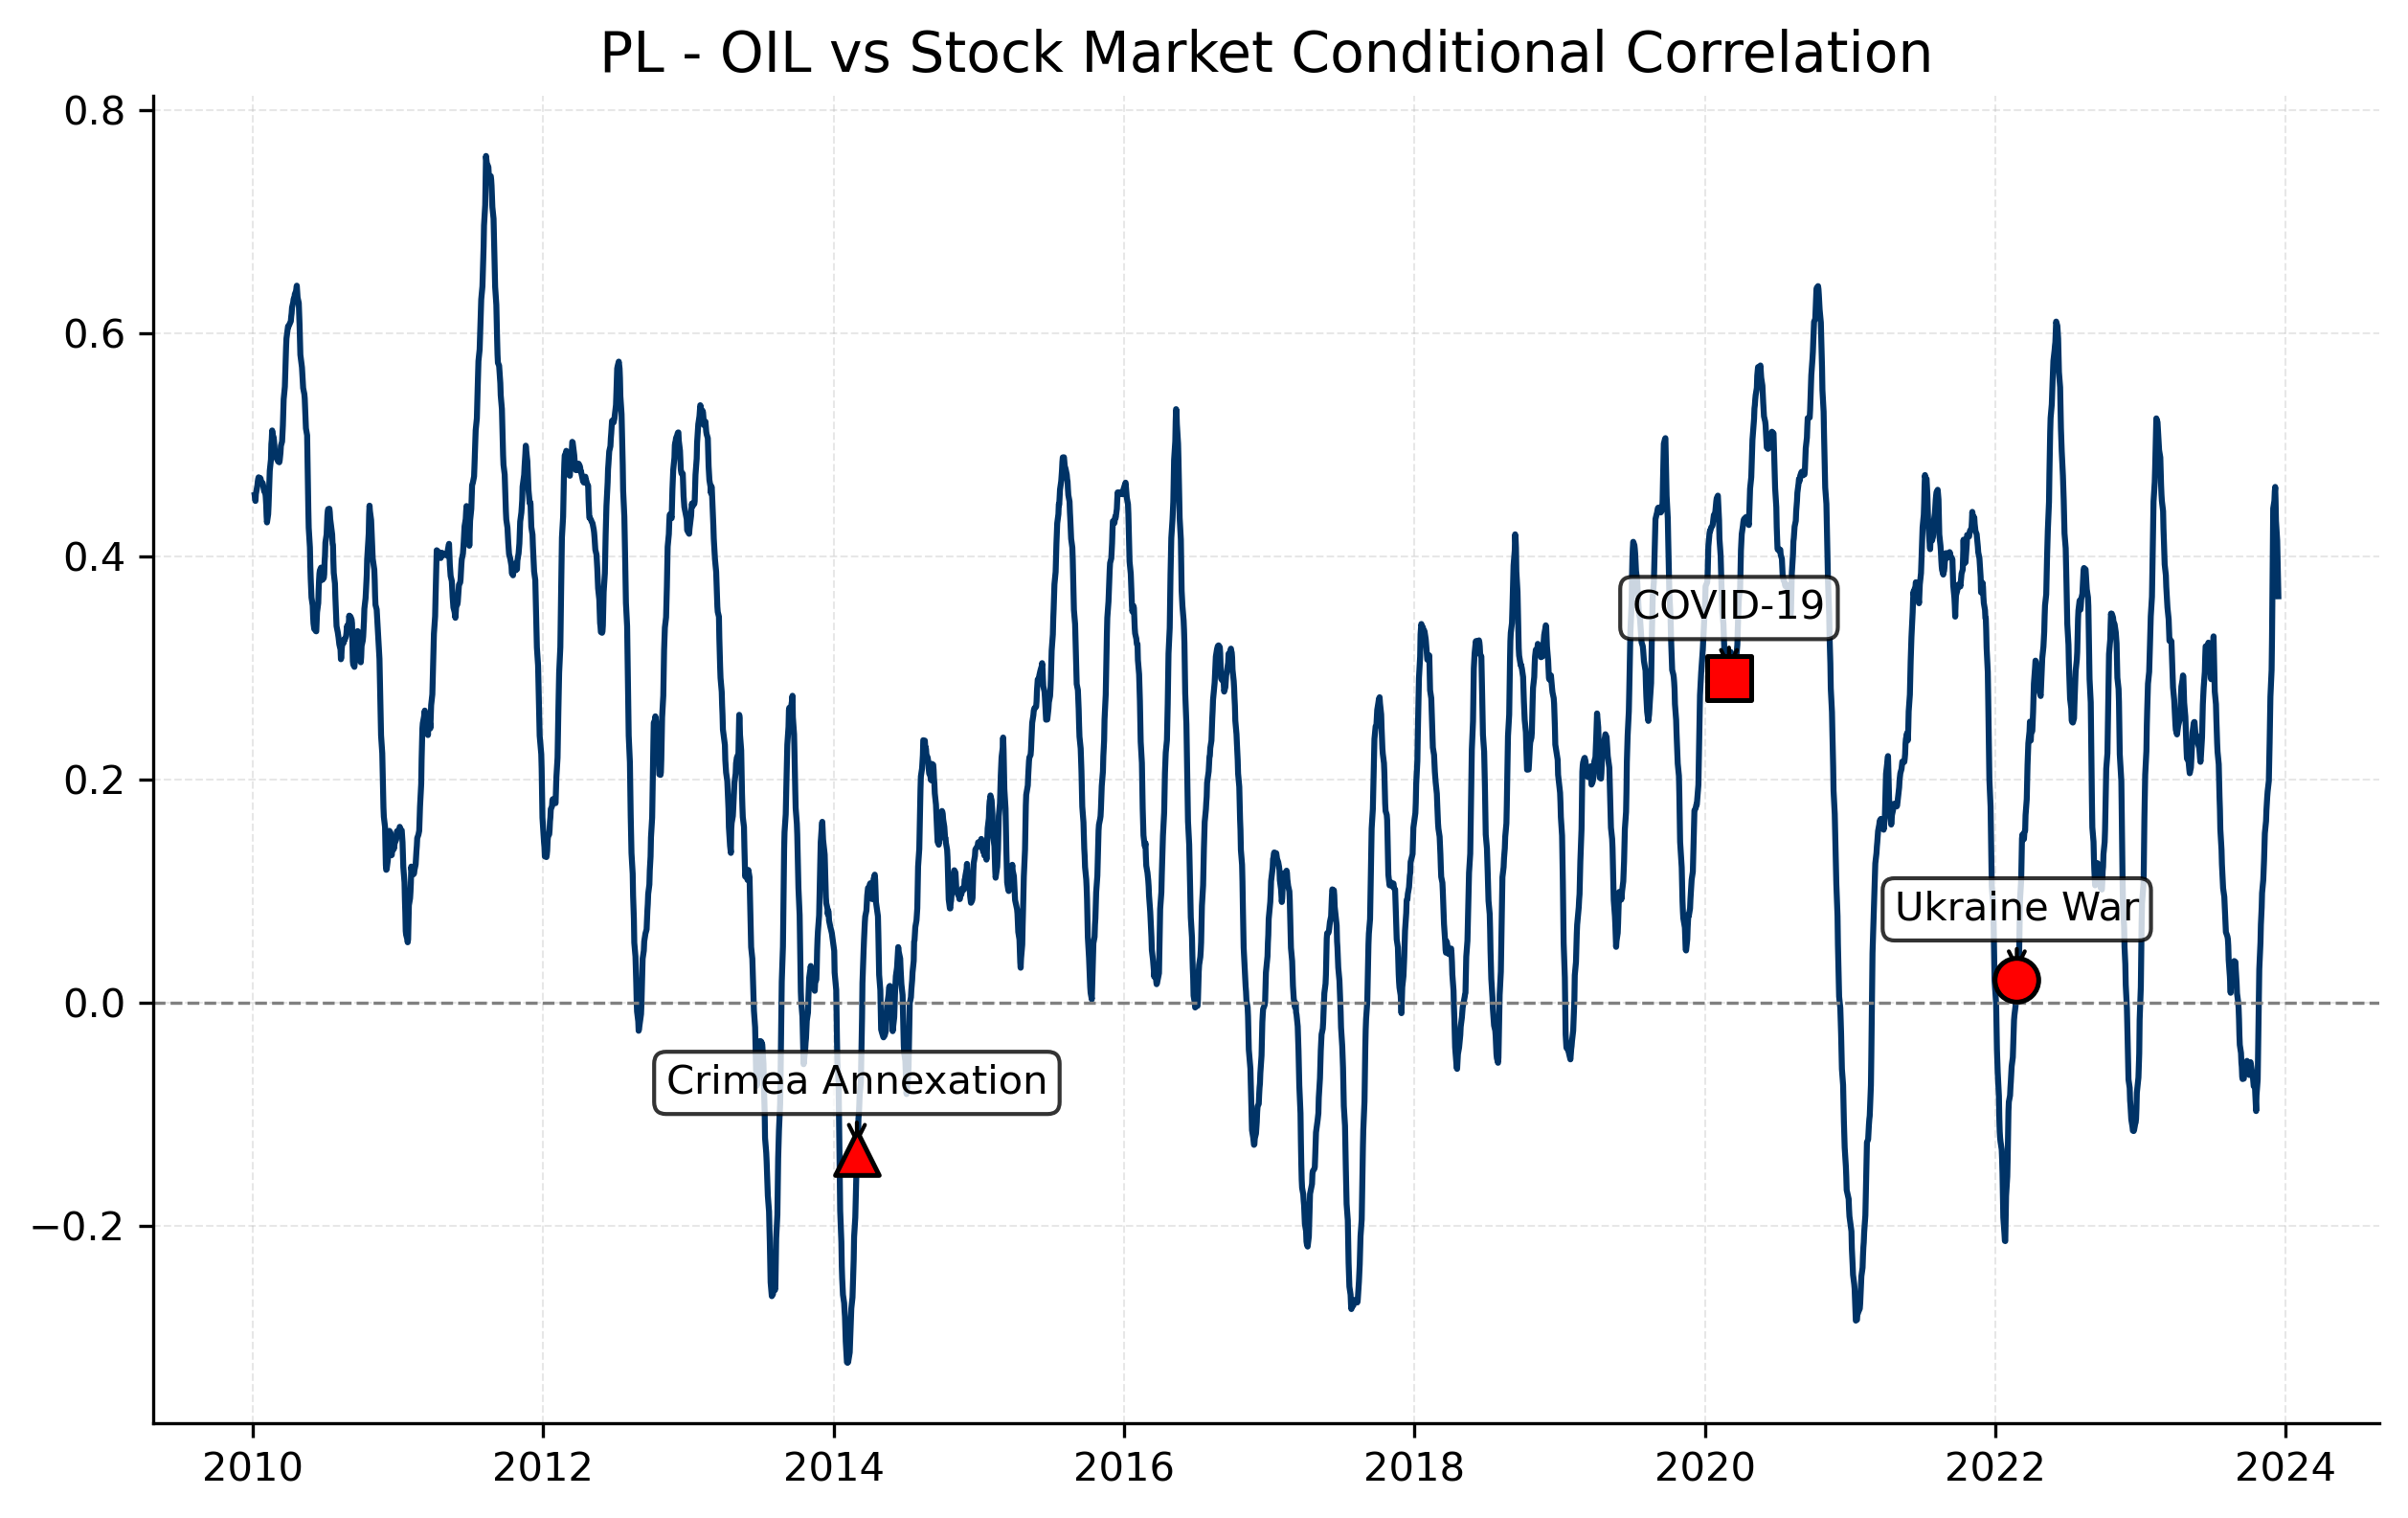 PL - OIL vs Stock Market Conditional Correlation
0.8
0.6
0.4
0.2
0.0
−0.2
COVID-19
Ukraine War
Crimea Annexation
2010 2012 2014 2016 2018 2020 2022 2024